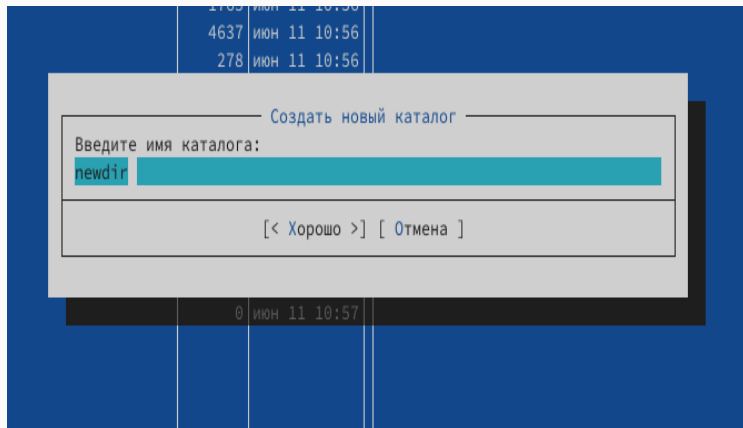 4637 июн 11 10:56
278 июн 11 10:56
Создать новый каталог
Введите имя каталога:
newdir
[< Хорошо >] [ Отмена ]
0 июн 11 10:57